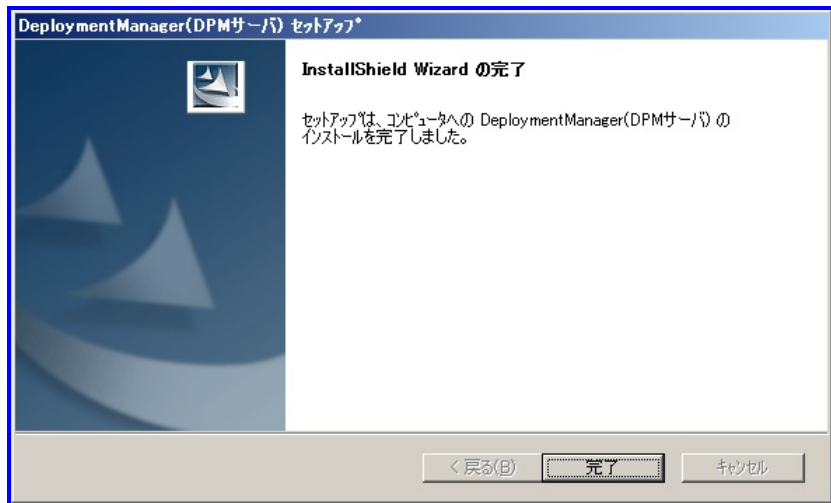 DeploymentManager(DPMサーバ) セットアップ
InstallShield Wizard の完了
セットアップは、コンピュータへの DeploymentManager(DPMサーバ) の
インストールを完了しました。
< 戻る(B)
完了
キャンセル